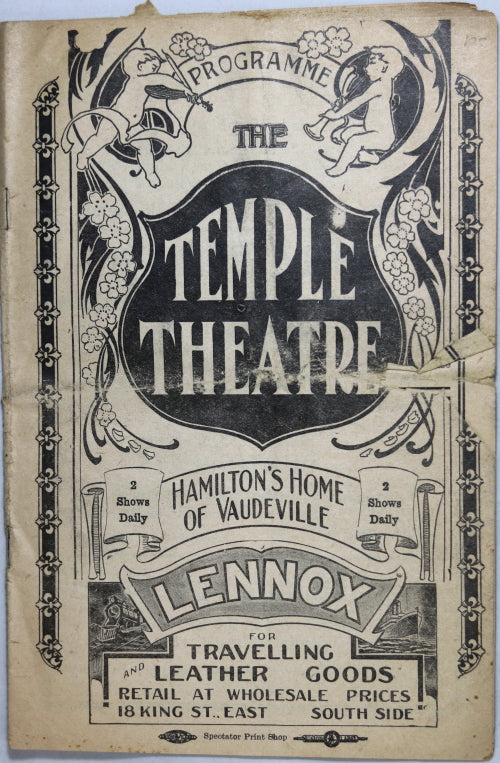 PROGRAMME
THE
TEMPLE
THEATRE
2
Shows
Daily
HAMILTON'S HOME
OF VAUDEVILLE
2
Shows
Daily
LENNOX
FOR
TRAVELLING
AND LEATHER GOODS
RETAIL AT WHOLESALE PRICES
18 KING ST., EAST SOUTH SIDE
Spectator Print Shop